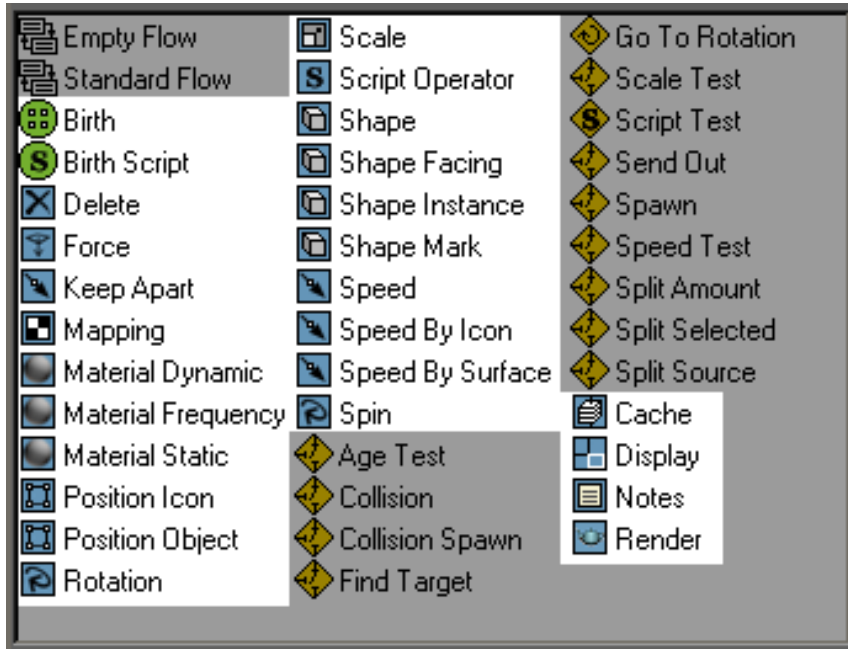 Empty Flow
Standard Flow
Birth
Birth Script
Delete
Force
Keep Apart
Mapping
Material Dynamic
Material Frequency
Material Static
Position Icon
Position Object
Rotation
Scale
Script Operator
Shape
Shape Facing
Shape Instance
Shape Mark
Speed
Speed By Icon
Speed By Surface
Spin
Age Test
Collision
Collision Spawn
Find Target
Go To Rotation
Scale Test
Script Test
Send Out
Spawn
Speed Test
Split Amount
Split Selected
Split Source
Cache
Display
Notes
Render